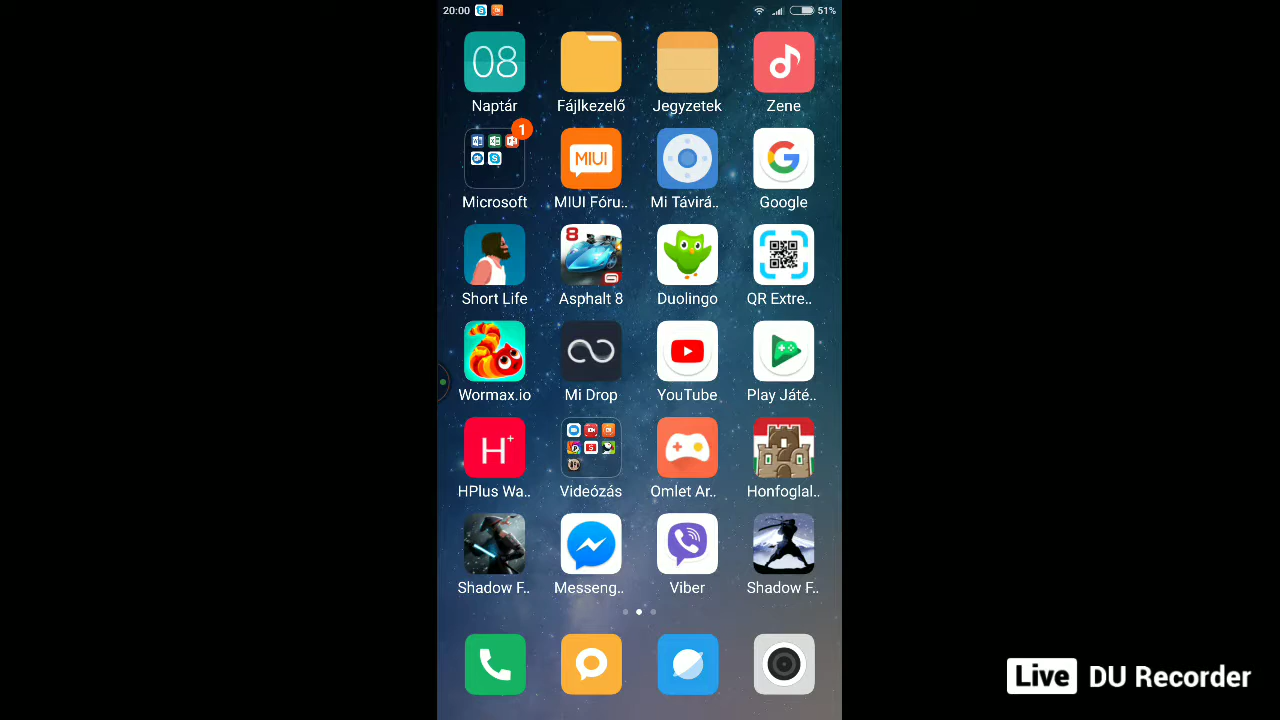 20:00
51%
08
Naptár
Fájlkezelő
Jegyzetek
Zene
1
MIUI
Microsoft
MIUI Fóru..
Mi Távirá..
Google
8
Short Life
Asphalt 8
Duolingo
QR Extre..
Wormax.io
Mi Drop
YouTube
Play Játé..
H+
HPlus Wa..
Videózás
Omlet Ar..
Honfoglal..
Shadow F..
Messeng..
Viber
Shadow F..
Live DU Recorder